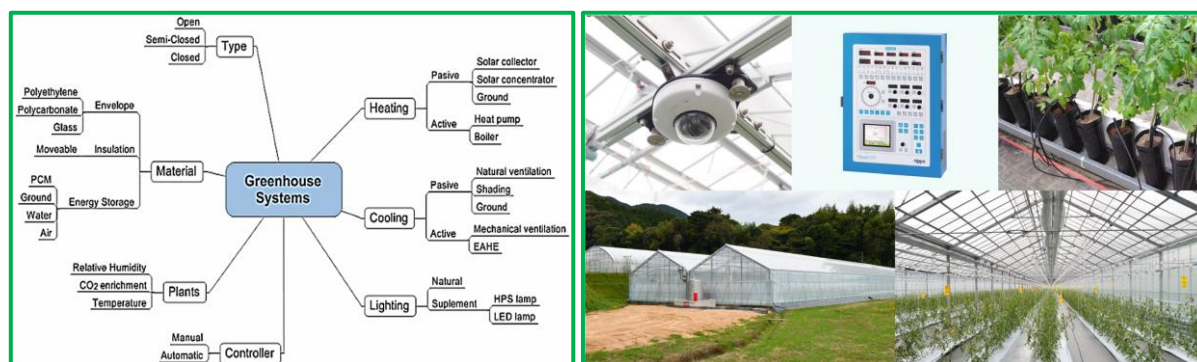 Open
Semi-Closed
Closed
Type
Polyethylene
Polycarbonate
Glass
Envelope
Moveable
Insulation
PCM
Ground
Water
Air
Energy Storage
Material
Relative Humidity
CO₂ enrichment
Temperature
Plants
Manual
Automatic
Controller
Greenhouse
Systems
Heating
Pasive
Solar collector
Solar concentrator
Ground
Active
Heat pump
Boiler
Cooling
Pasive
Natural ventilation
Shading
Ground
Active
Mechanical ventilation
EAHE
Lighting
Natural
Suplement
HPS lamp
LED lamp